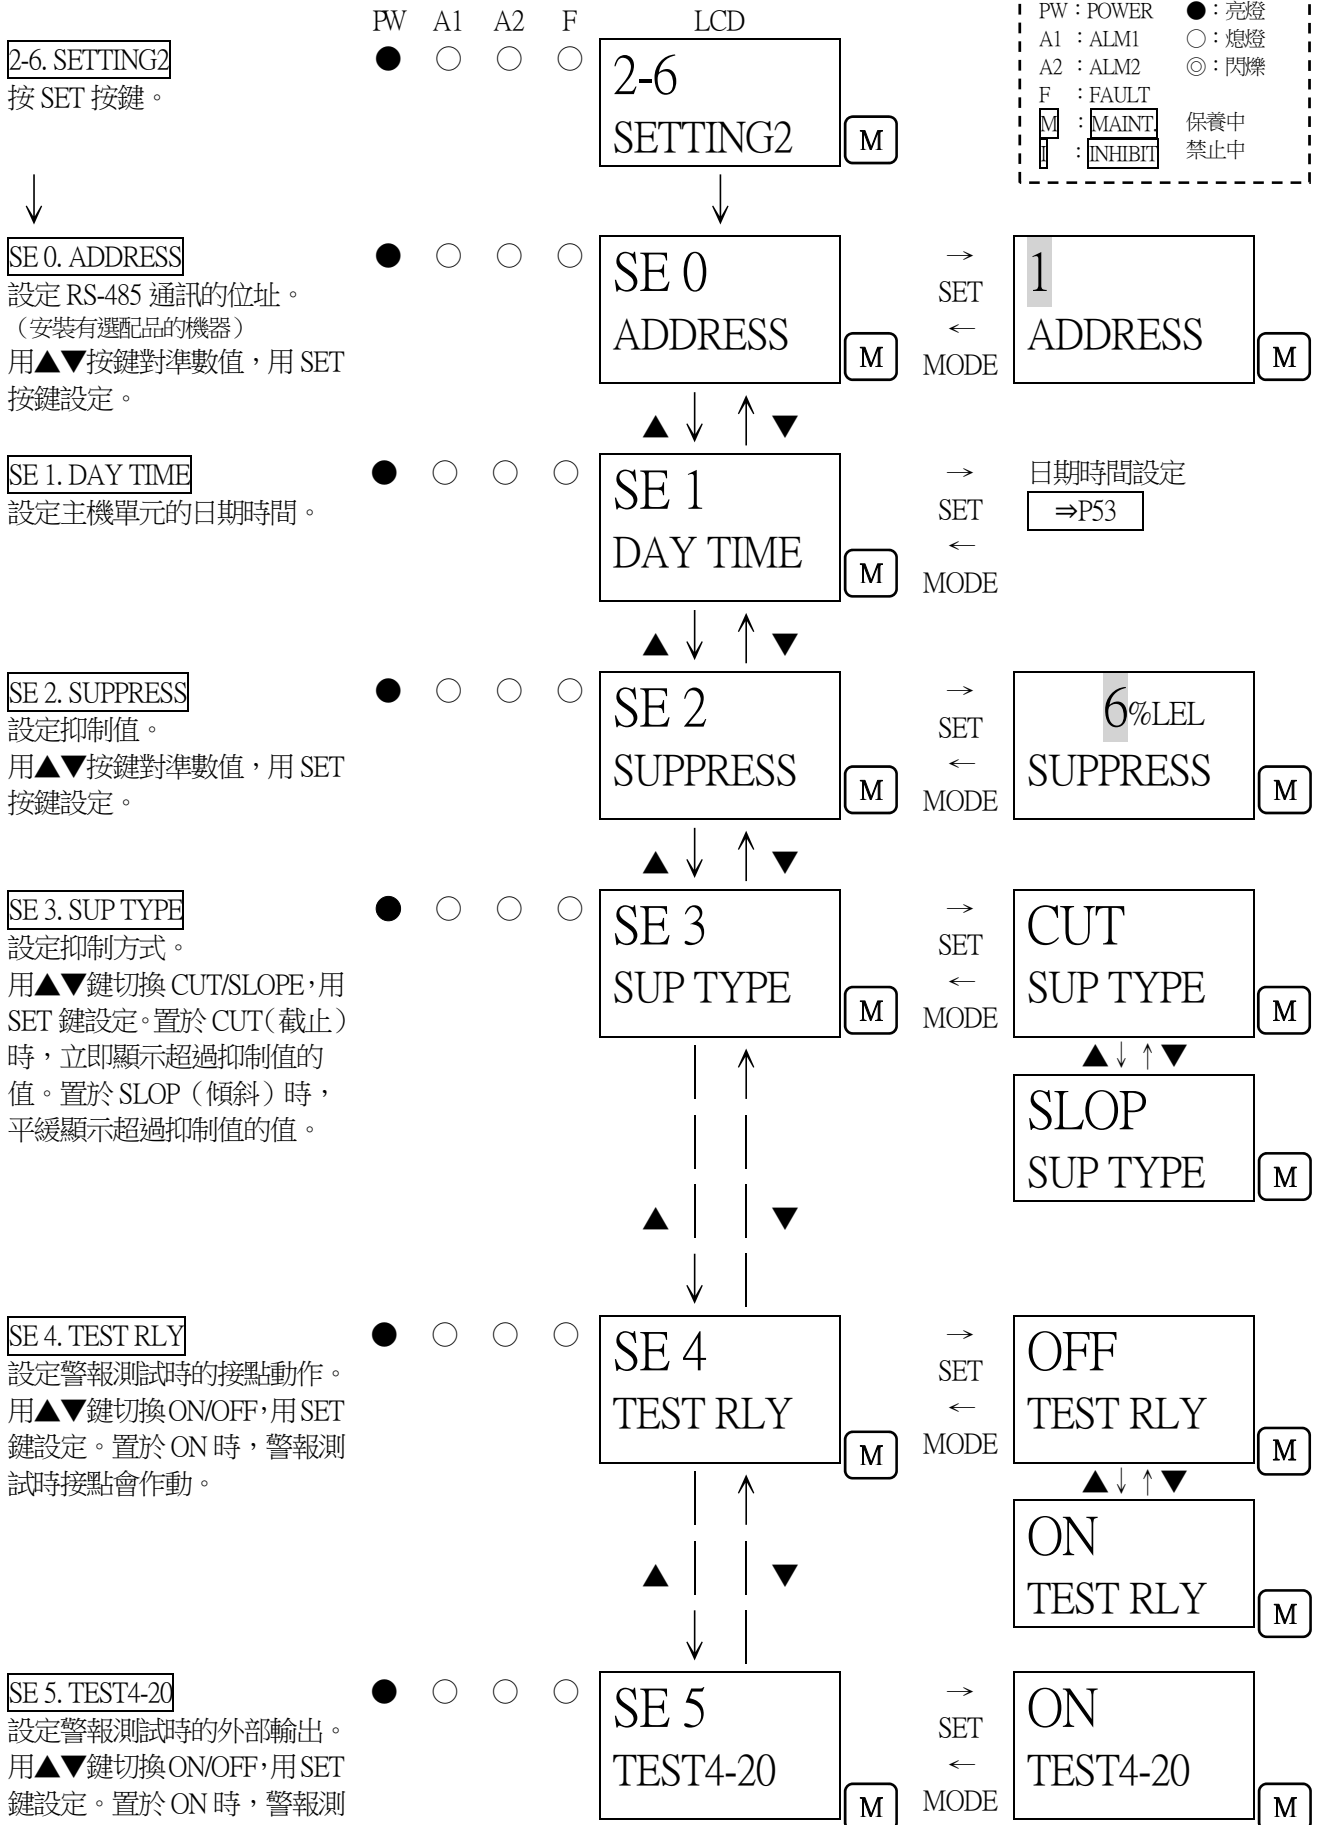 PW A1 A2 F LCD
PW：POWER ●：亮燈
A1 ：ALM1 ○：熄燈
A2 ：ALM2 ◎：閃爍
F ：FAULT
M ：MAINT. 保養中
I ：INHIBIT 禁止中
2-6. SETTING2 ● ○ ○ ○
按 SET 按鍵。
2-6
SETTING2 M
↓ ↓
SE 0. ADDRESS ● ○ ○ ○
設定 RS-485 通訊的位址。
（安裝有選配品的機器）
用▲▼按鍵對準數值，用 SET
按鍵設定。
SE 0
ADDRESS M
→
SET
←
MODE
1
ADDRESS M
▲ ↓ ↑ ▼
SE 1. DAY TIME ● ○ ○ ○
設定主機單元的日期時間。
SE 1
DAY TIME M
→
SET
←
MODE
日期時間設定
⇒P53
▲ ↓ ↑ ▼
SE 2. SUPPRESS ● ○ ○ ○
設定抑制值。
用▲▼按鍵對準數值，用 SET
按鍵設定。
SE 2
SUPPRESS M
→
SET
←
MODE
6%LEL
SUPPRESS M
▲ ↓ ↑ ▼
SE 3. SUP TYPE ● ○ ○ ○
設定抑制方式。
用▲▼鍵切換 CUT/SLOPE，用
SET 鍵設定。置於 CUT（截止）
時，立即顯示超過抑制值的
值。置於 SLOP（傾斜）時，
平緩顯示超過抑制值的值。
SE 3
SUP TYPE M
→
SET
←
MODE
CUT
SUP TYPE M
▲↓ ↑▼
SLOP
SUP TYPE M
▲ ↓ ↑ ▼
SE 4. TEST RLY ● ○ ○ ○
設定警報測試時的接點動作。
用▲▼鍵切換 ON/OFF，用 SET
鍵設定。置於 ON 時，警報測
試時接點會作動。
SE 4
TEST RLY M
→
SET
←
MODE
OFF
TEST RLY M
▲↓ ↑▼
ON
TEST RLY M
▲ ↓ ↑ ▼
SE 5. TEST4-20 ● ○ ○ ○
設定警報測試時的外部輸出。
用▲▼鍵切換 ON/OFF，用 SET
鍵設定。置於 ON 時，警報測
SE 5
TEST4-20 M
→
SET
←
MODE
ON
TEST4-20 M